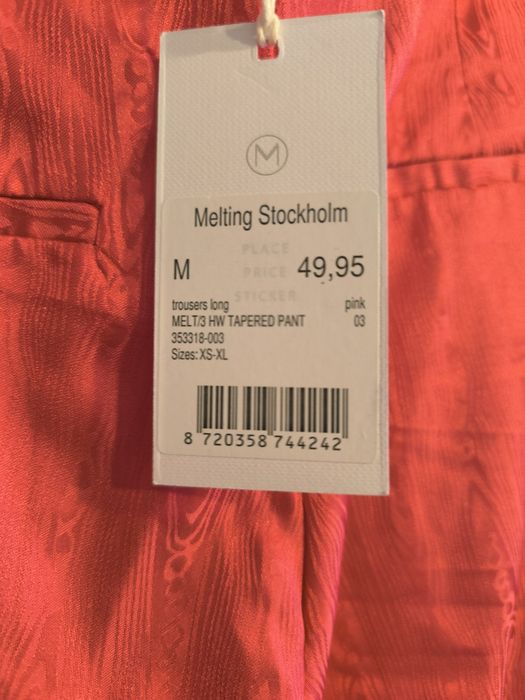 M
Melting Stockholm
PLACE
M PRICE 49,95
STICKER
trousers long pink
MELT/3 HW TAPERED PANT 03
353318-003
Sizes: XS-XL
8 720358 744242